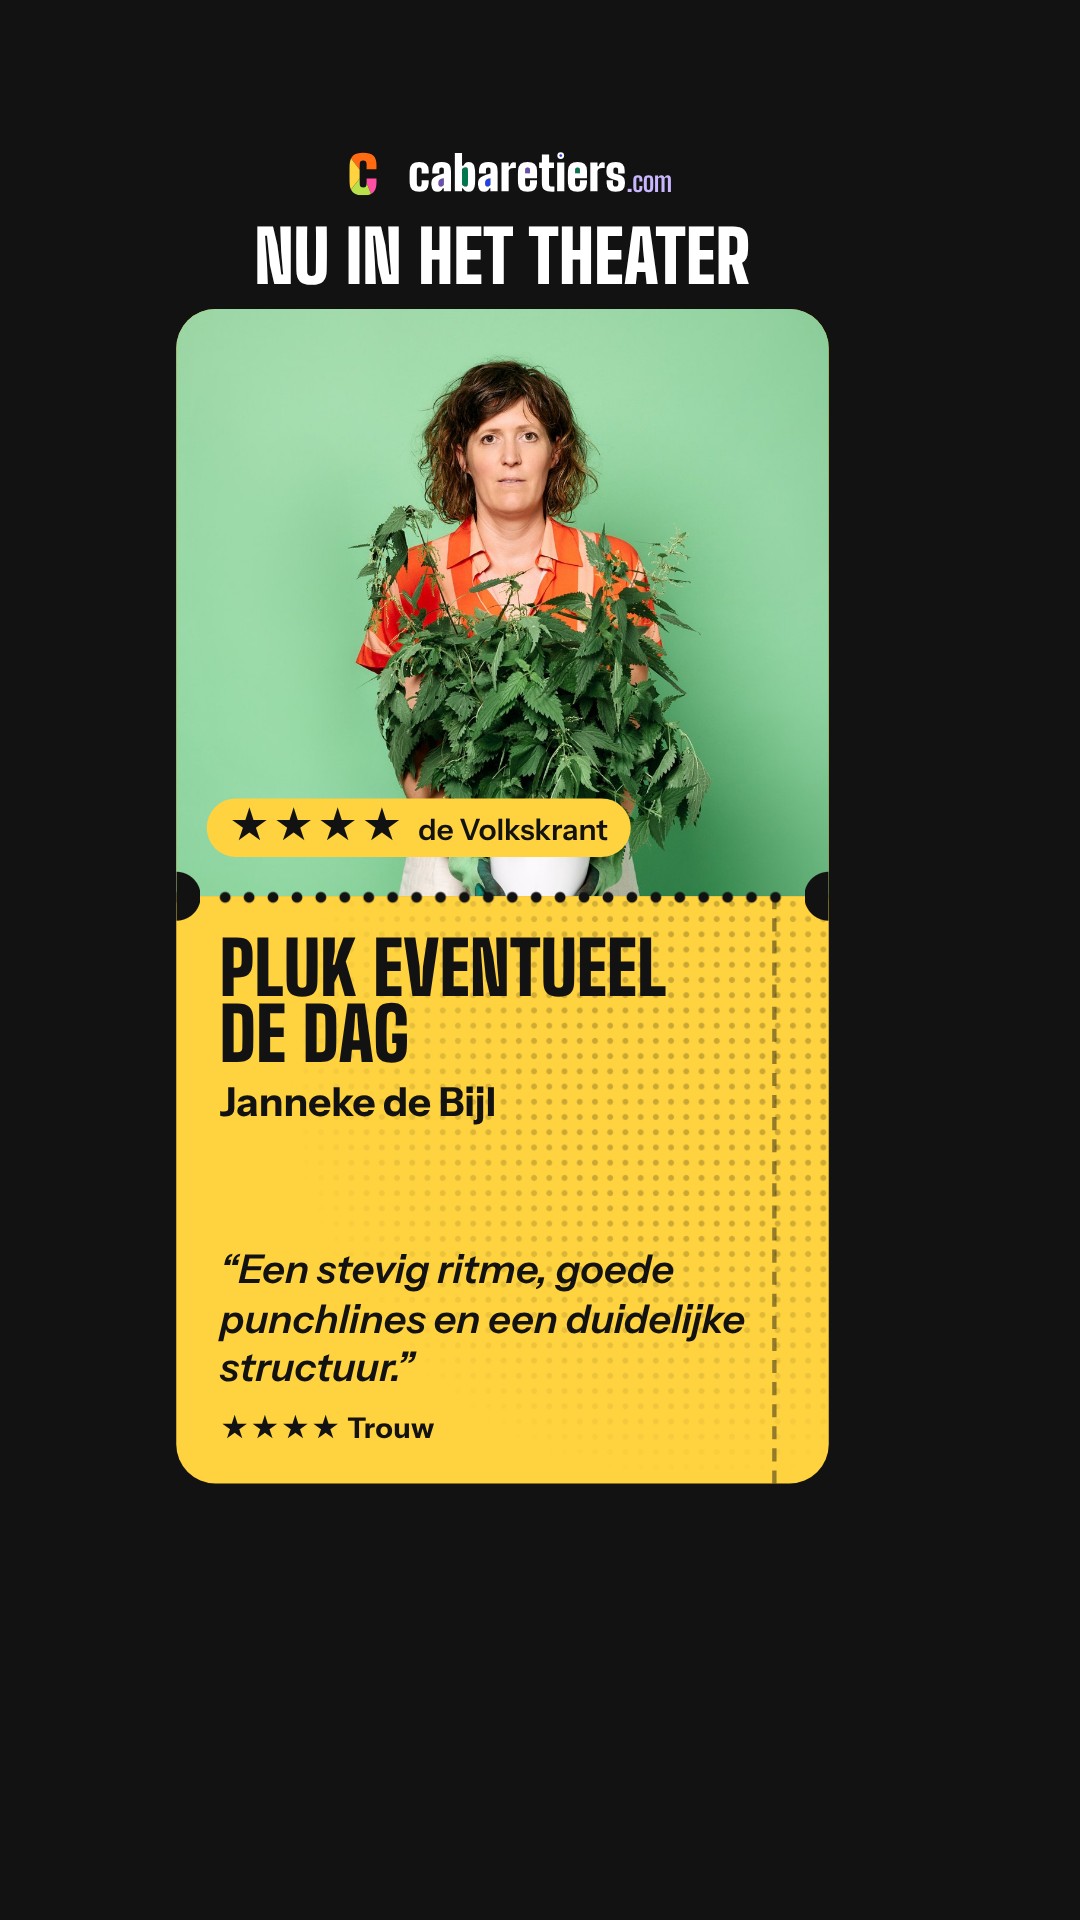 C cabaretiers.com
NU IN HET THEATER
★★★★ de Volkskrant
PLUK EVENTUEEL
DE DAG
Janneke de Bijl
“Een stevig ritme, goede
punchlines en een duidelijke
structuur.”
★★★★ Trouw